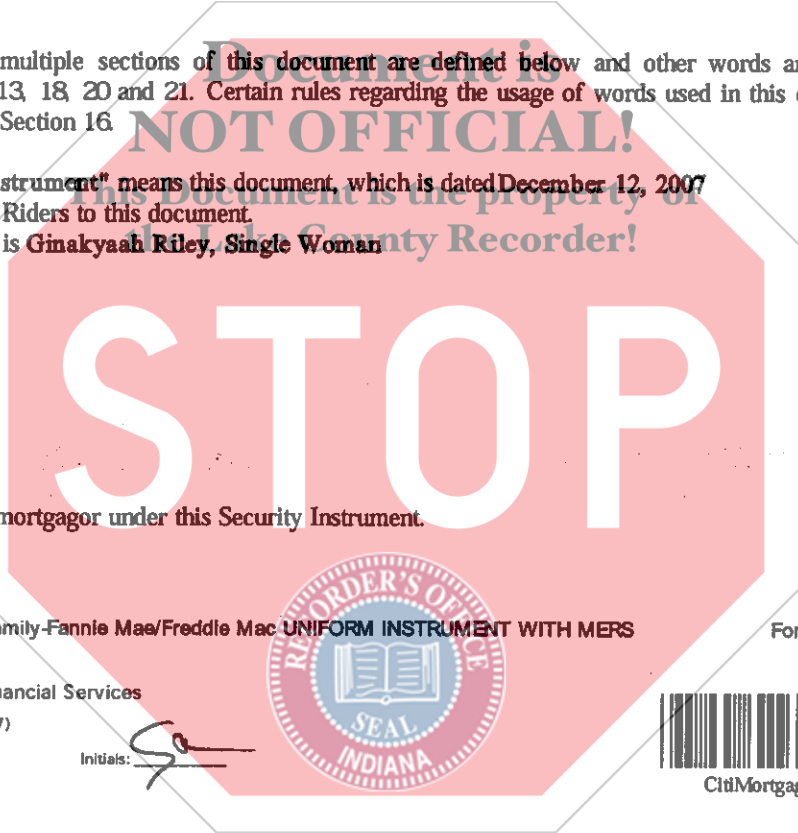 Document is
multiple sections of this document are defined below and other words a
13, 18, 20 and 21. Certain rules regarding the usage of words used in this
Section 16.
NOT OFFICIAL!
strument" means this document, which is dated December 12, 2007
This Document is the property of
Riders to this document.
is Ginakyaah Riley, Single Woman
the Lake County Recorder!
STOP
mortgagor under this Security Instrument.
RECORDER'S OFFICE
SEAL
INDIANA
mily-Fannie Mae/Freddie Mac UNIFORM INSTRUMENT WITH MERS
For
ancial Services
7)
Initials:
CitiMortga